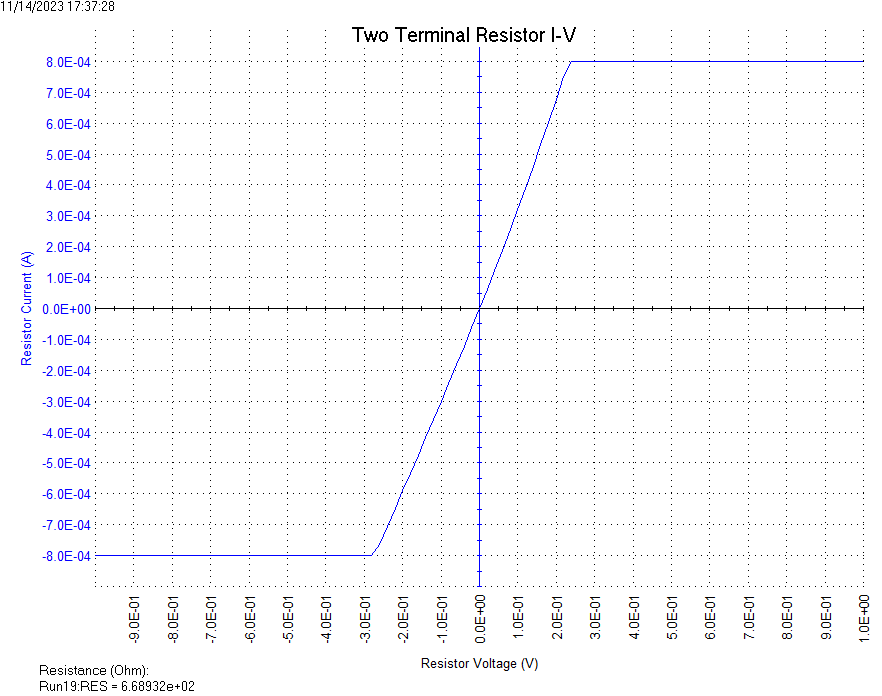 11/14/2023 17:37:28
Two Terminal Resistor I-V
8.0E-04
7.0E-04
6.0E-04
5.0E-04
4.0E-04
3.0E-04
2.0E-04
1.0E-04
0.0E+00
-1.0E-04
-2.0E-04
-3.0E-04
-4.0E-04
-5.0E-04
-6.0E-04
-7.0E-04
-8.0E-04
Resistor Current (A)
-9.0E-01
-8.0E-01
-7.0E-01
-6.0E-01
-5.0E-01
-4.0E-01
-3.0E-01
-2.0E-01
-1.0E-01
0.0E+00
1.0E-01
2.0E-01
3.0E-01
4.0E-01
5.0E-01
6.0E-01
7.0E-01
8.0E-01
9.0E-01
1.0E+00
Resistor Voltage (V)
Resistance (Ohm):
Run19:RES = 6.68932e+02